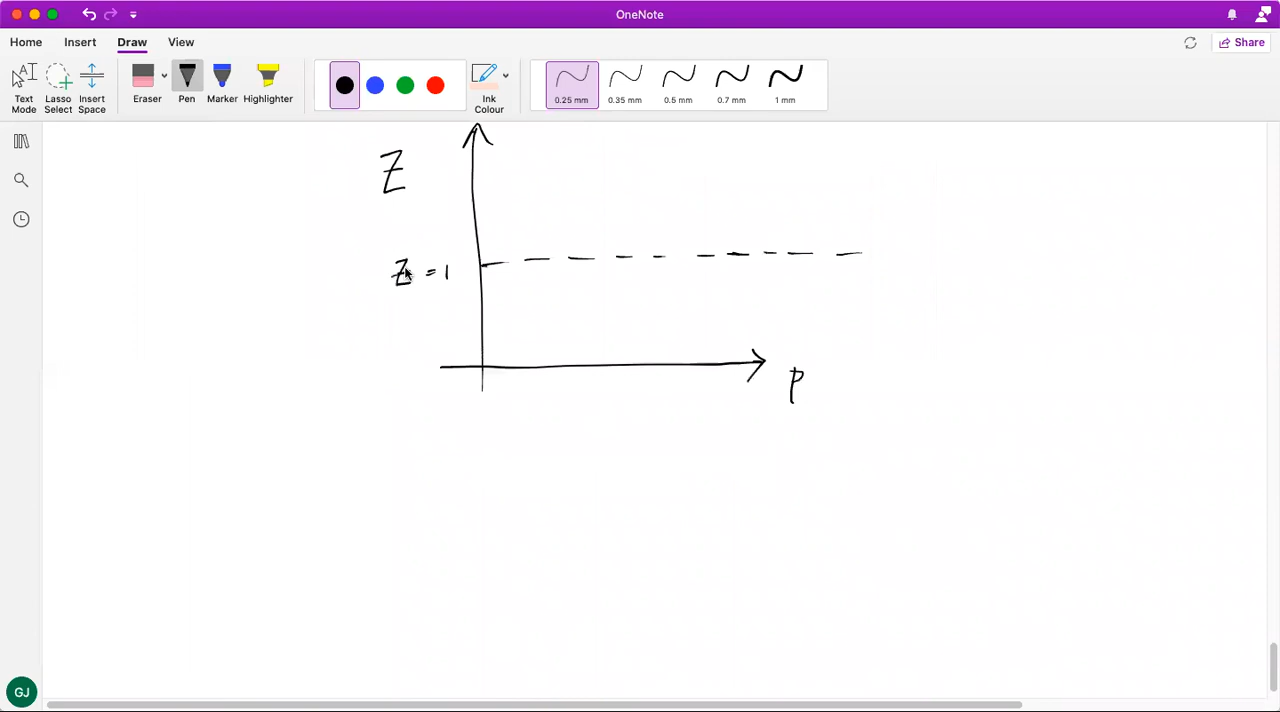 OneNote
Home Insert Draw View
Share
Text Mode
Lasso Select
Insert Space
Eraser
Pen
Marker
Highlighter
Ink Colour
0.25 mm
0.35 mm
0.5 mm
0.7 mm
1 mm
Z
Z = 1
P
GJ